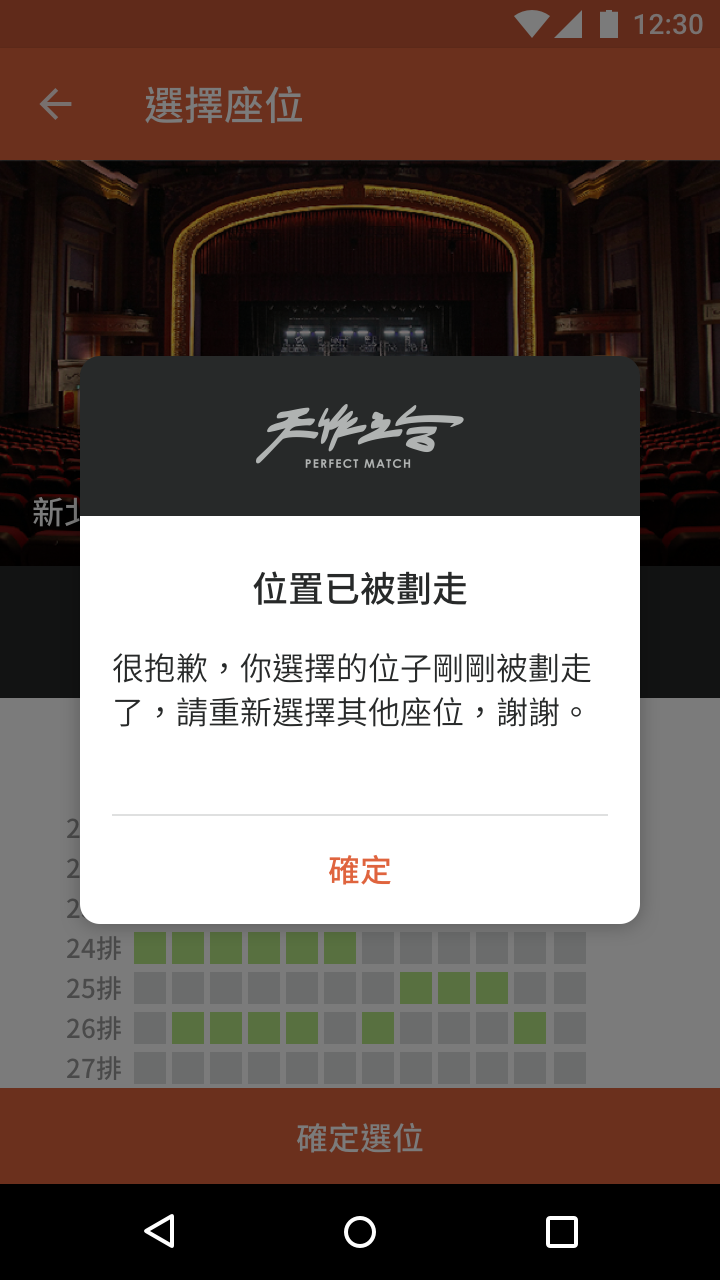 12:30
選擇座位
新北
天作之合
PERFECT MATCH
位置已被劃走
很抱歉，你選擇的位子剛剛被劃走
了，請重新選擇其他座位，謝謝。
確定
2
2
2
24排
25排
26排
27排
確定選位